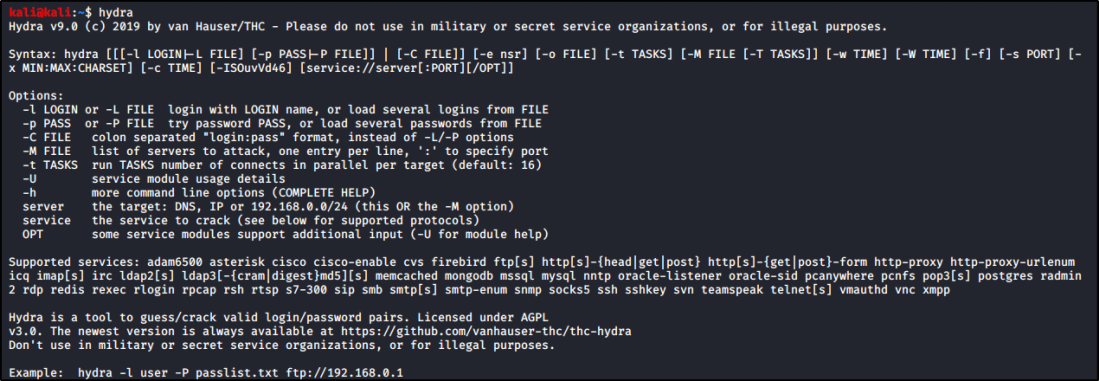 kali@kali:~$ hydra
Hydra v9.0 (c) 2019 by van Hauser/THC - Please do not use in military or secret service organizations, or for illegal purposes.

Syntax: hydra [[[-l LOGIN|-L FILE] [-p PASS|-P FILE]] | [-C FILE]] [-e nsr] [-o FILE] [-t TASKS] [-M FILE [-T TASKS]] [-w TIME] [-W TIME] [-f] [-s PORT] [-
x MIN:MAX:CHARSET] [-c TIME] [-ISOuvVd46] [service://server[:PORT][/OPT]]

Options:
  -l LOGIN or -L FILE  login with LOGIN name, or load several logins from FILE
  -p PASS  or -P FILE  try password PASS, or load several passwords from FILE
  -C FILE   colon separated "login:pass" format, instead of -L/-P options
  -M FILE   list of servers to attack, one entry per line, ':' to specify port
  -t TASKS  run TASKS number of connects in parallel per target (default: 16)
  -U        service module usage details
  -h        more command line options (COMPLETE HELP)
  server    the target: DNS, IP or 192.168.0.0/24 (this OR the -M option)
  service   the service to crack (see below for supported protocols)
  OPT       some service modules support additional input (-U for module help)

Supported services: adam6500 asterisk cisco cisco-enable cvs firebird ftp[s] http[s]-{head|get|post} http[s]-{get|post}-form http-proxy http-proxy-urlenum
icq imap[s] irc ldap2[s] ldap3[-{cram|digest}md5][s] memcached mongodb mssql mysql nntp oracle-listener oracle-sid pcanywhere pcnfs pop3[s] postgres radmin
2 rdp redis rexec rlogin rpcap rsh rtsp s7-300 sip smb smtp[s] smtp-enum snmp socks5 ssh sshkey svn teamspeak telnet[s] vmauthd vnc xmpp

Hydra is a tool to guess/crack valid login/password pairs. Licensed under AGPL
v3.0. The newest version is always available at https://github.com/vanhauser-thc/thc-hydra
Don't use in military or secret service organizations, or for illegal purposes.

Example:  hydra -l user -P passlist.txt ftp://192.168.0.1